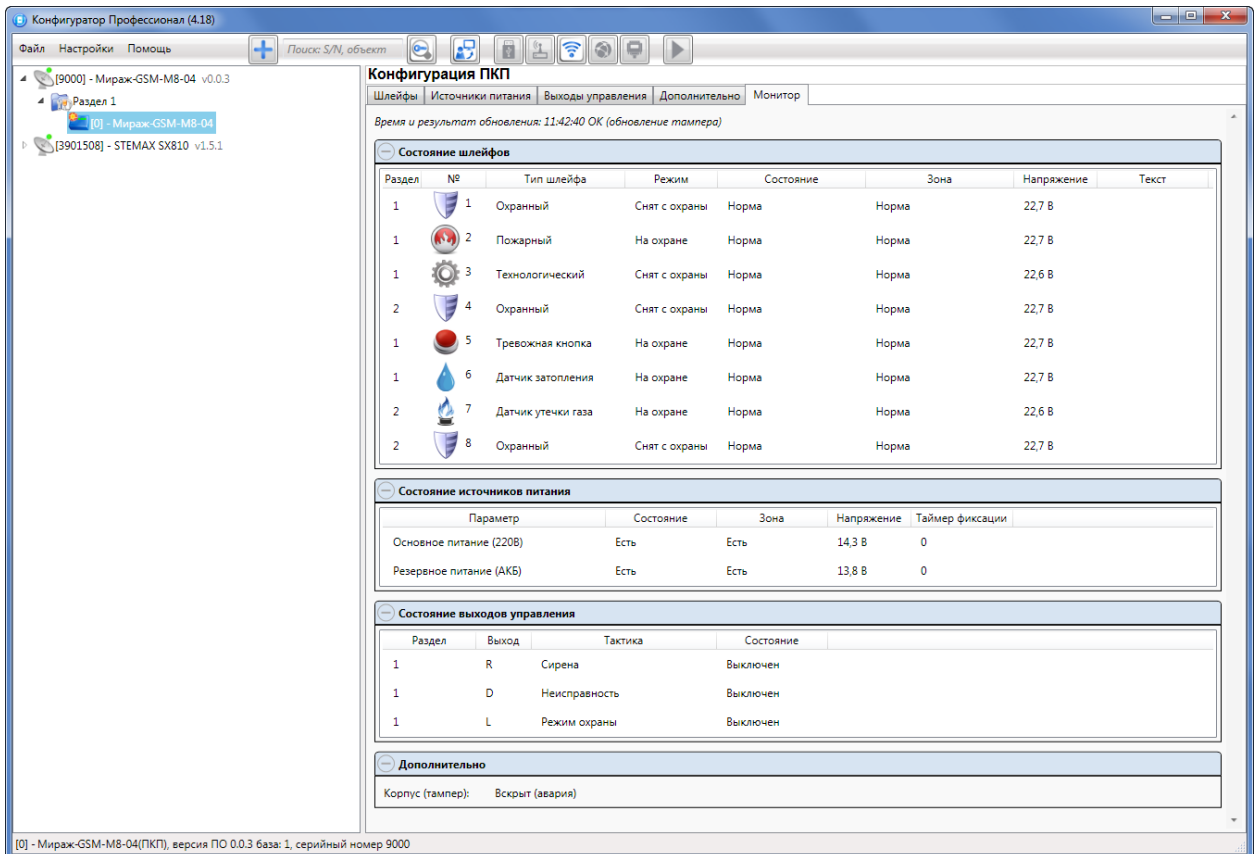 Конфигуратор Профессионал (4.18)
Файл Настройки Помощь Поиск: S/N, объект
[9000] - Мираж-GSM-M8-04 v0.0.3
Раздел 1
[0] - Мираж-GSM-M8-04
[3901508] - STEMAX SX810 v1.5.1
Конфигурация ПКП
Шлейфы Источники питания Выходы управления Дополнительно Монитор
Время и результат обновления: 11:42:40 OK (обновление тампера)
Состояние шлейфов
Раздел № Тип шлейфа Режим Состояние Зона Напряжение Текст
1 1 Охранный Снят с охраны Норма Норма 22,7 В
1 2 Пожарный На охране Норма Норма 22,7 В
1 3 Технологический Снят с охраны Норма Норма 22,6 В
2 4 Охранный Снят с охраны Норма Норма 22,7 В
1 5 Тревожная кнопка На охране Норма Норма 22,7 В
1 6 Датчик затопления На охране Норма Норма 22,7 В
2 7 Датчик утечки газа На охране Норма Норма 22,6 В
2 8 Охранный Снят с охраны Норма Норма 22,7 В
Состояние источников питания
Параметр Состояние Зона Напряжение Таймер фиксации
Основное питание (220В) Есть Есть 14,3 В 0
Резервное питание (АКБ) Есть Есть 13,8 В 0
Состояние выходов управления
Раздел Выход Тактика Состояние
1 R Сирена Выключен
1 D Неисправность Выключен
1 L Режим охраны Выключен
Дополнительно
Корпус (тампер): Вскрыт (авария)
[0] - Мираж-GSM-M8-04(ПКП), версия ПО 0.0.3 база: 1, серийный номер 9000